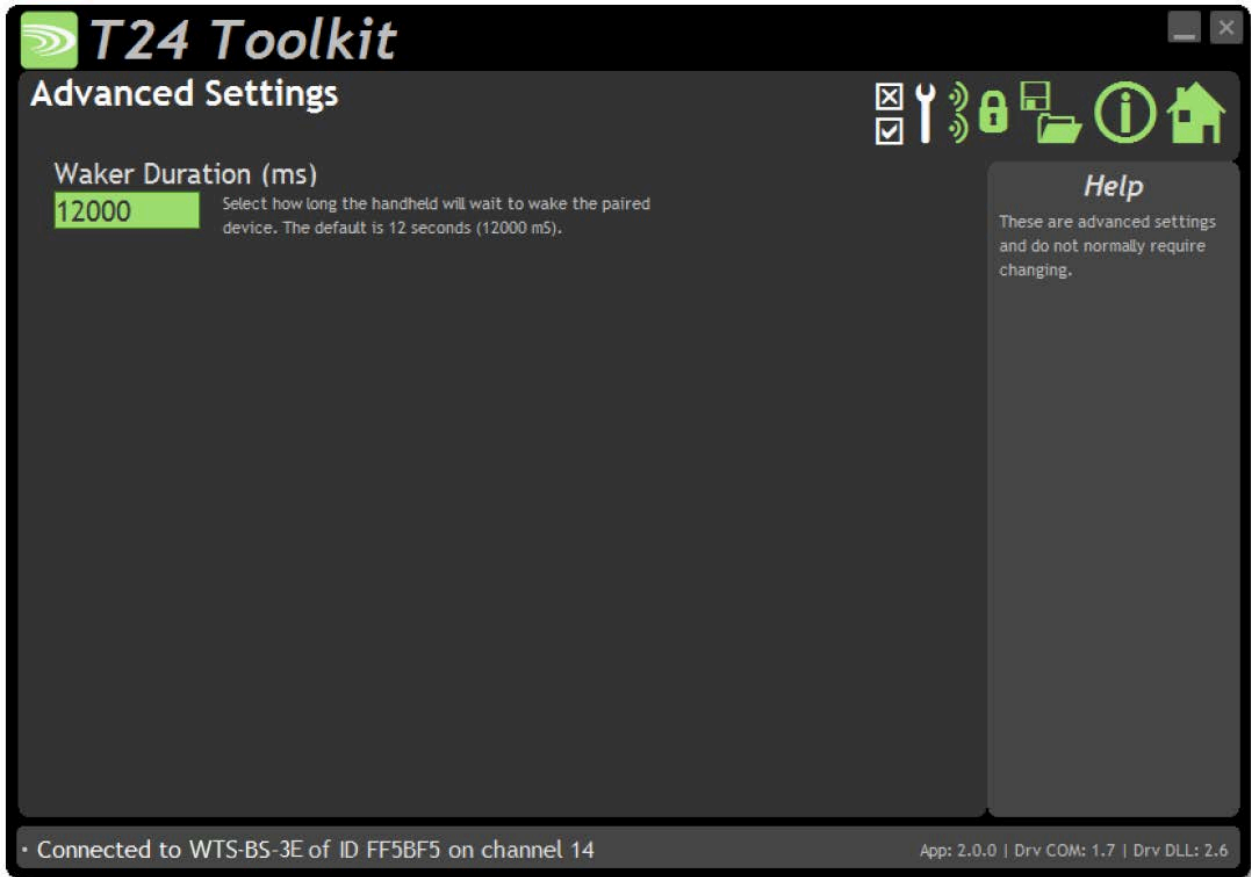 T24 Toolkit
Advanced Settings
Waker Duration (ms)
12000
Select how long the handheld will wait to wake the paired
device. The default is 12 seconds (12000 mS).
Help
These are advanced settings
and do not normally require
changing.
• Connected to WTS-BS-3E of ID FF5BF5 on channel 14
App: 2.0.0 | Drv COM: 1.7 | Drv DLL: 2.6